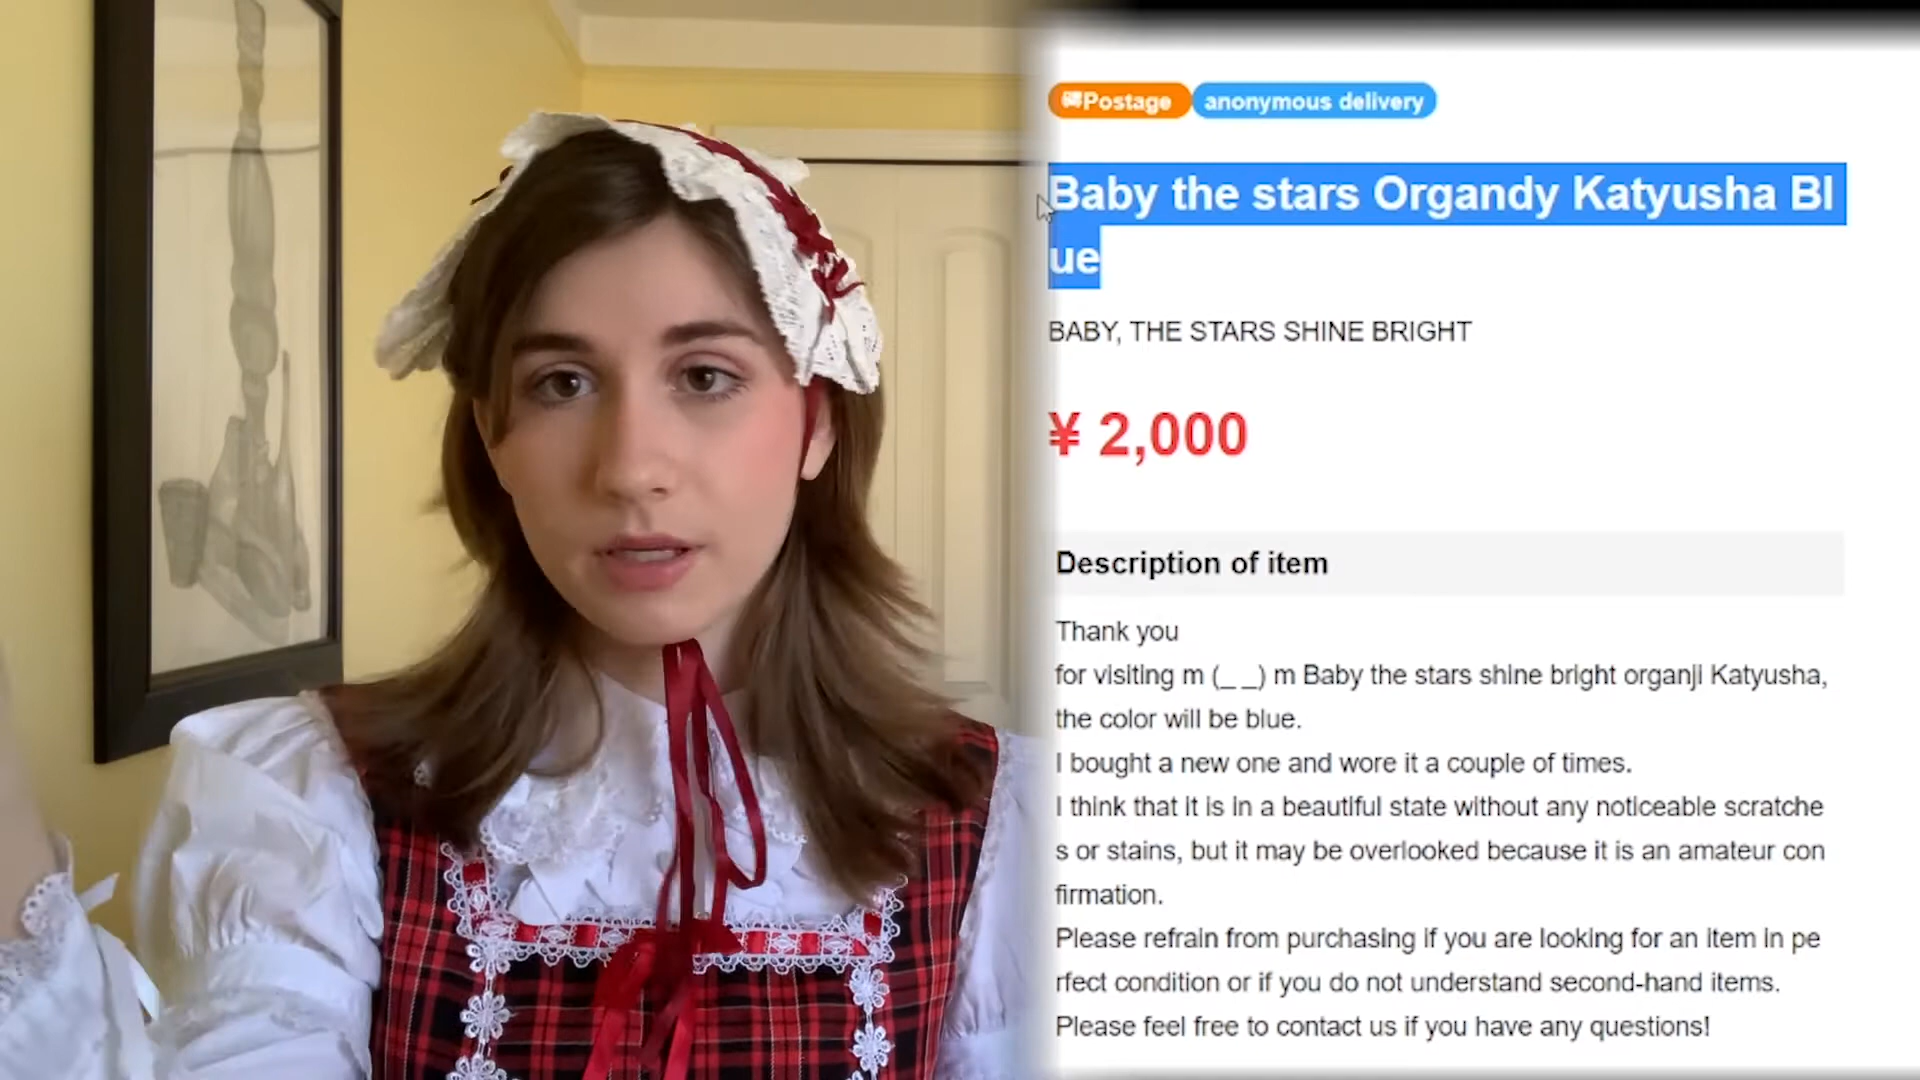 Postage anonymous delivery
Baby the stars Organdy Katyusha Bl
ue
BABY, THE STARS SHINE BRIGHT
¥ 2,000
Description of item
Thank you
for visiting m (_ _) m Baby the stars shine bright organji Katyusha,
the color will be blue.
I bought a new one and wore it a couple of times.
I think that it is in a beautiful state without any noticeable scratche
s or stains, but it may be overlooked because it is an amateur con
firmation.
Please refrain from purchasing if you are looking for an item in pe
rfect condition or if you do not understand second-hand items.
Please feel free to contact us if you have any questions!